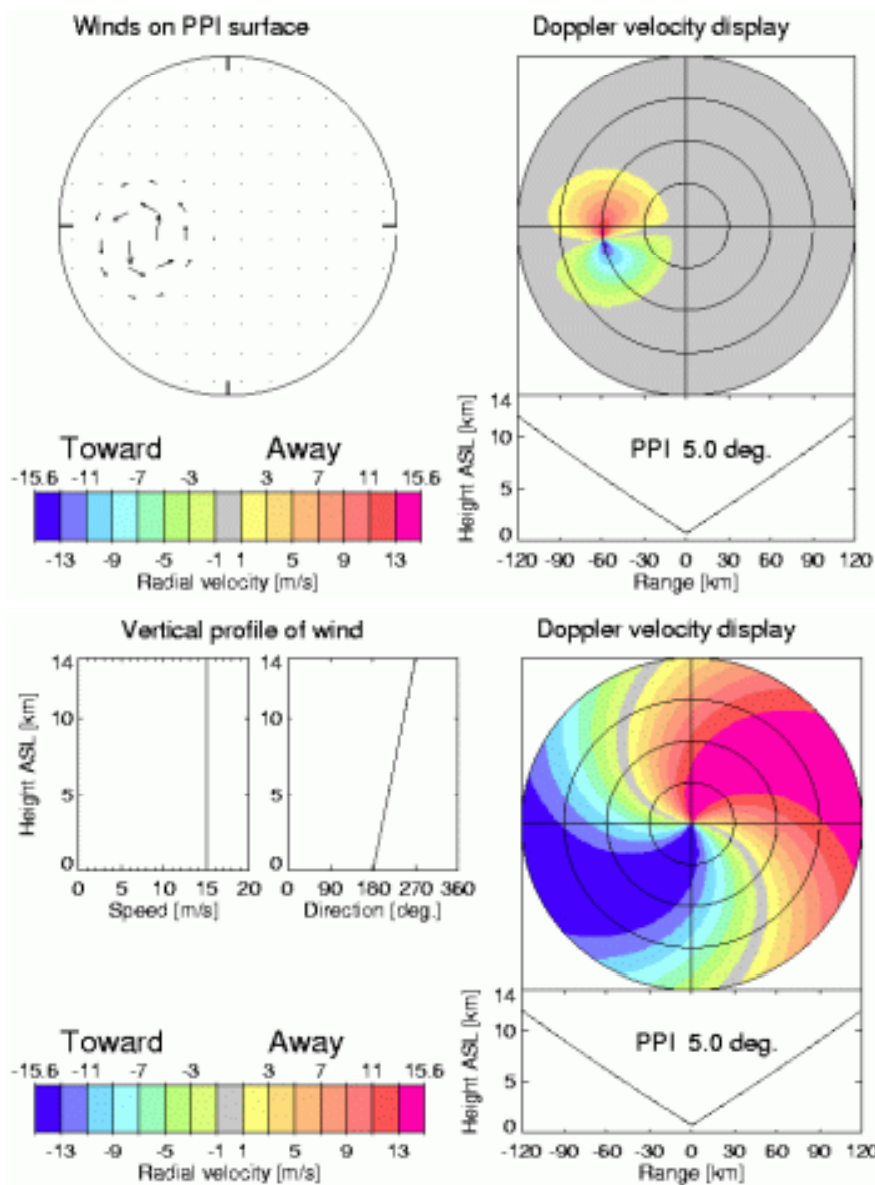 Winds on PPI surface
Doppler velocity display
Toward Away
-15.6 -11 -7 -3 1 3 7 11 15.6
-13 -9 -5 -1 1 5 9 13
Radial velocity [m/s]
14
10
5
0
Height ASL [km]
PPI 5.0 deg.
-120 -90 -60 -30 0 30 60 90 120
Range [km]
Vertical profile of wind
Doppler velocity display
14
10
5
0
Height ASL [km]
14
10
5
0
0 5 10 15 20
Speed [m/s]
0 90 180 270 360
Direction [deg.]
Toward Away
-15.6 -11 -7 -3 3 7 11 15.6
-13 -9 -5 -1 1 5 9 13
Radial velocity [m/s]
14
10
5
0
Height ASL [km]
PPI 5.0 deg.
-120 -90 -60 -30 0 30 60 90 120
Range [km]